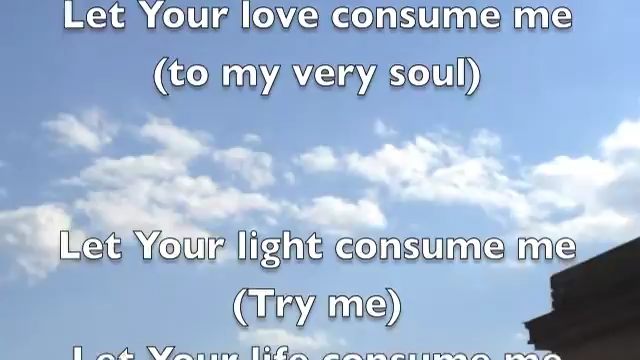 Let Your love consume me
(to my very soul)
Let Your light consume me
(Try me)
Let Your life consume me